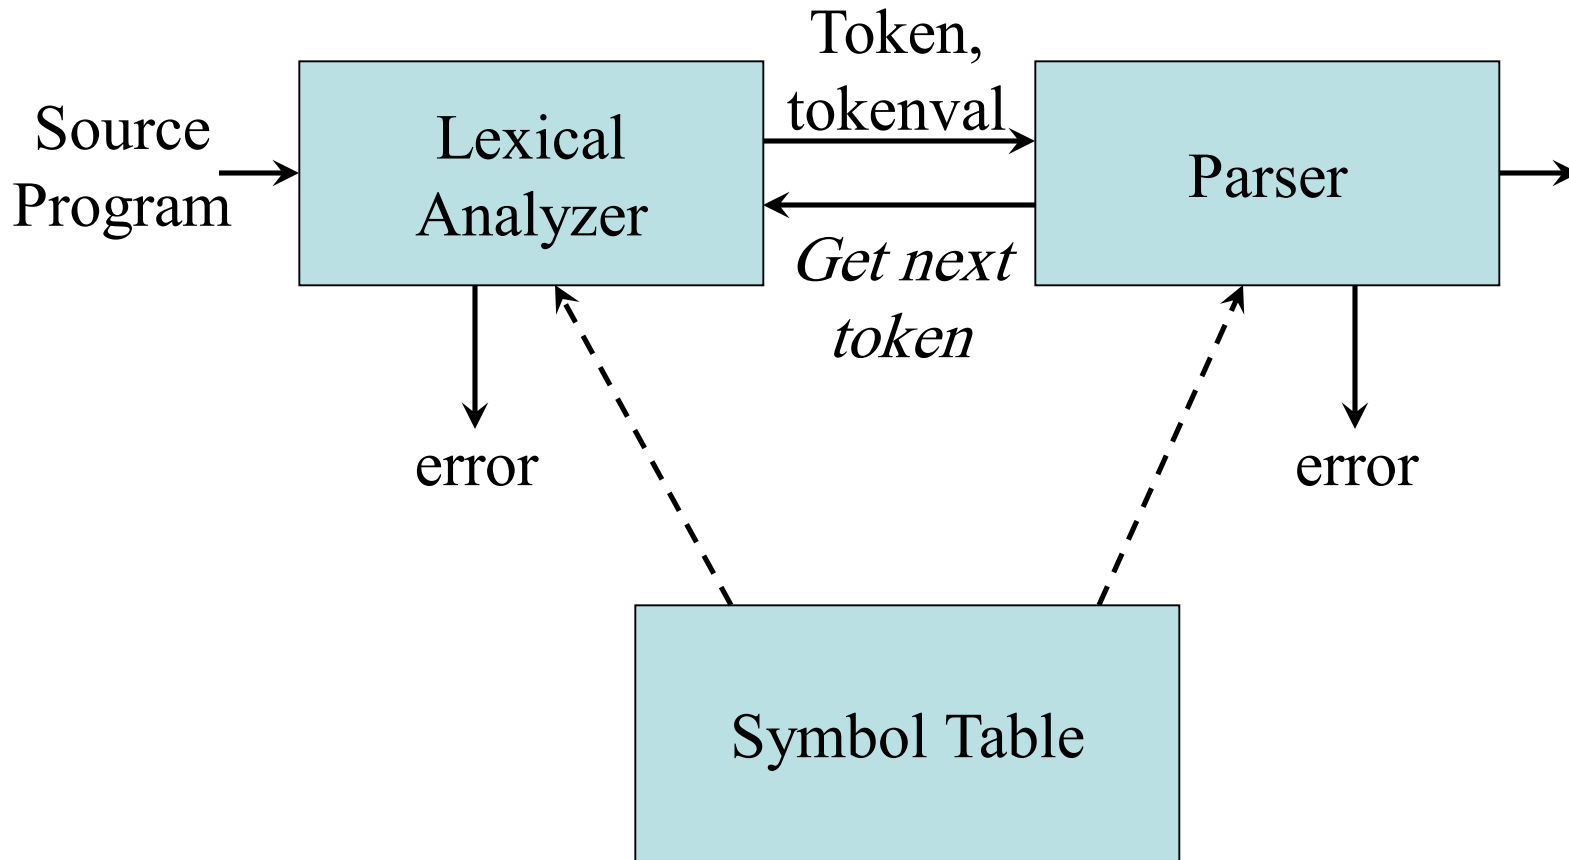 Source
Program
Lexical
Analyzer
Token,
tokenval
Get next
token
Parser
error
error
Symbol Table